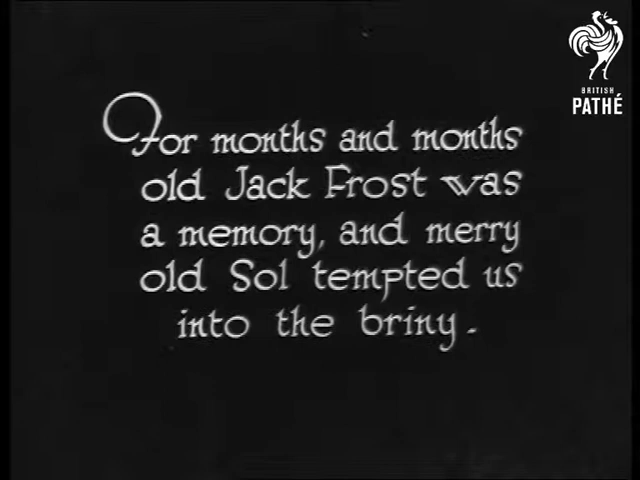 BRITISH
PATHÉ
For months and months
old Jack Frost was
a memory, and merry
old Sol tempted us
into the briny.